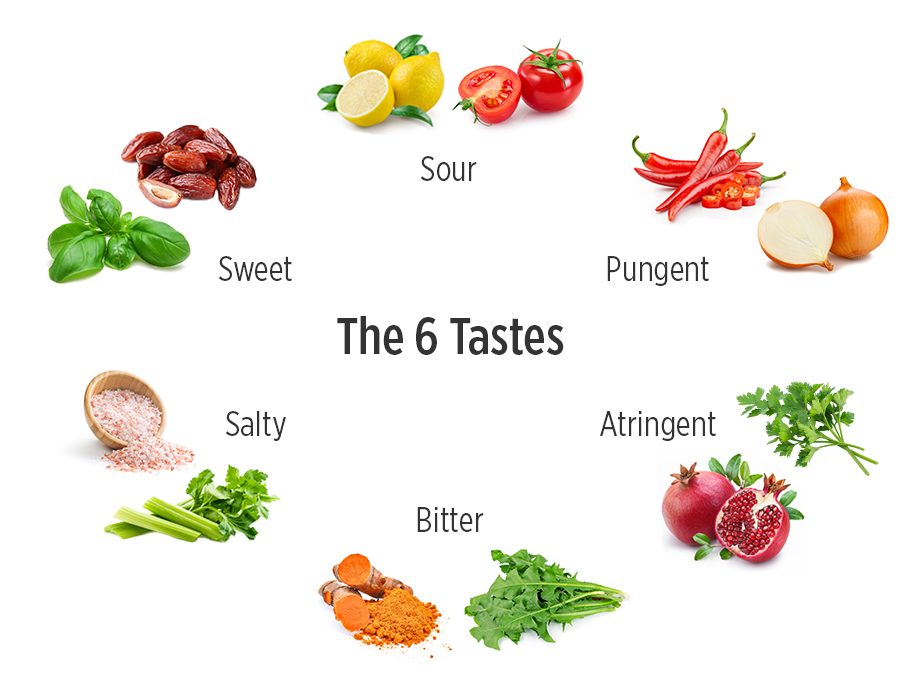 Sour
Sweet
Pungent
The 6 Tastes
Salty
Atringent
Bitter